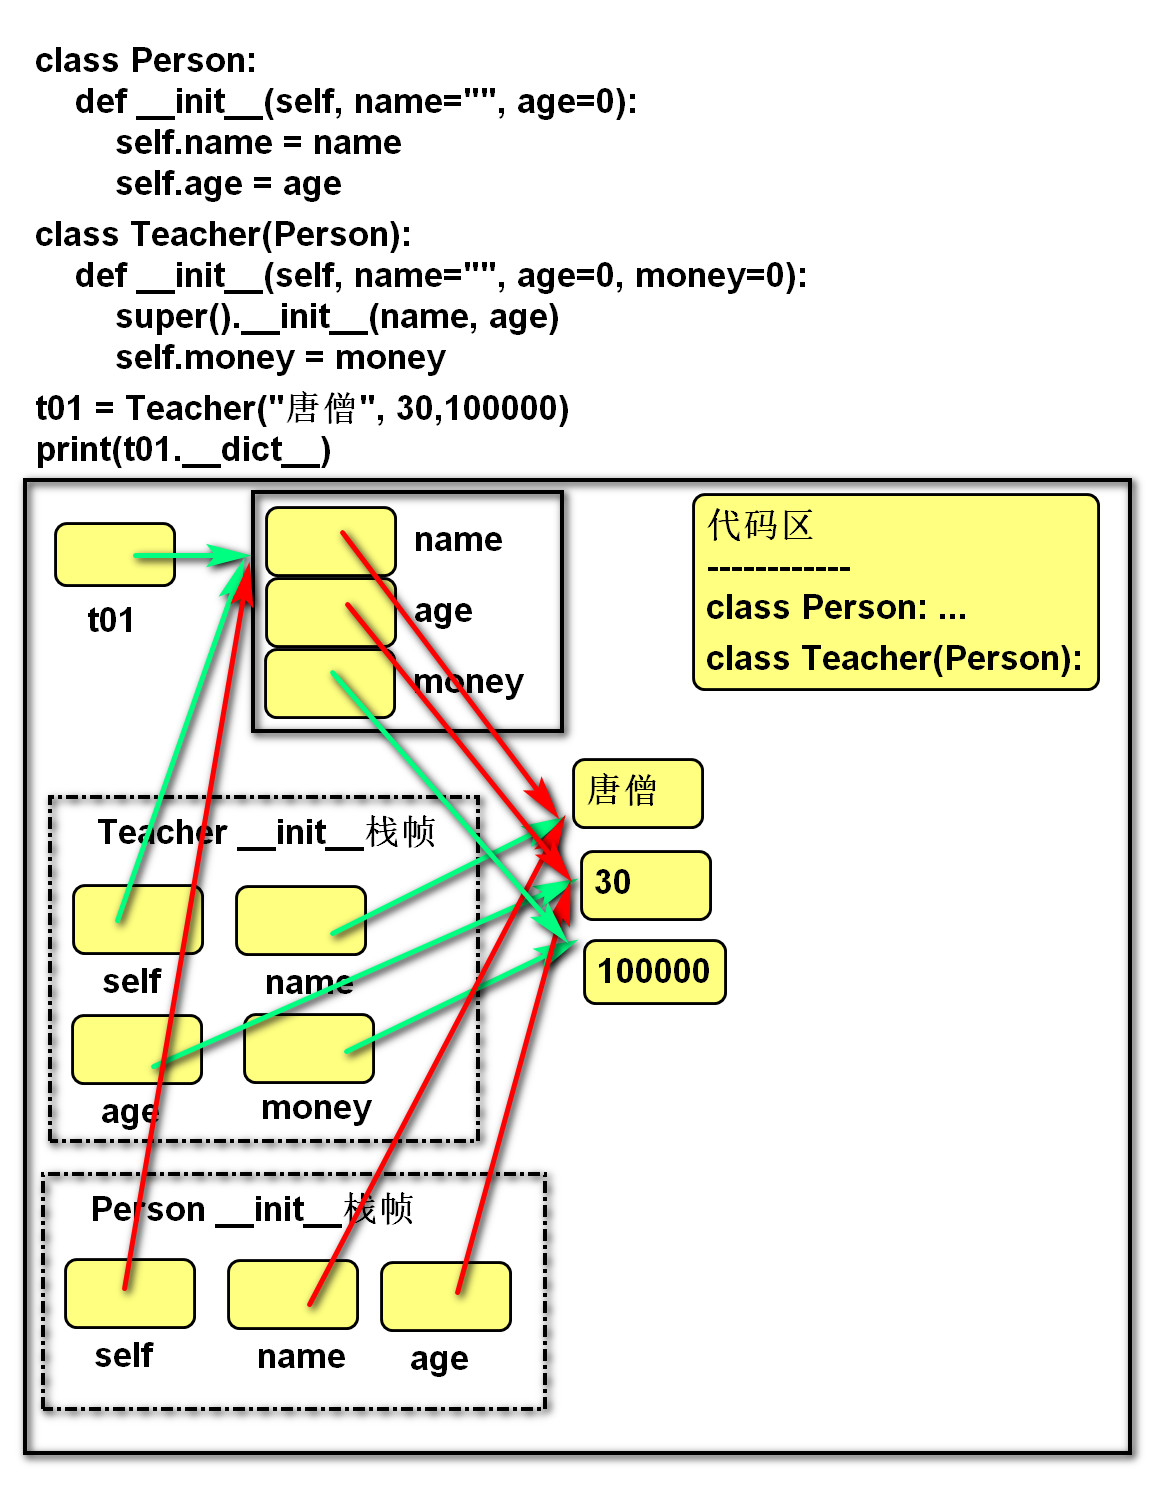 class Person:
def __init__(self, name="", age=0):
self.name = name
self.age = age
class Teacher(Person):
def __init__(self, name="", age=0, money=0):
super().__init__(name, age)
self.money = money
t01 = Teacher("唐僧", 30,100000)
print(t01.__dict__)
t01
name
age
money
代码区
------------
class Person: ...
class Teacher(Person):
唐僧
30
100000
Teacher __init__栈帧
self
name
age
money
Person __init__栈帧
self
name
age